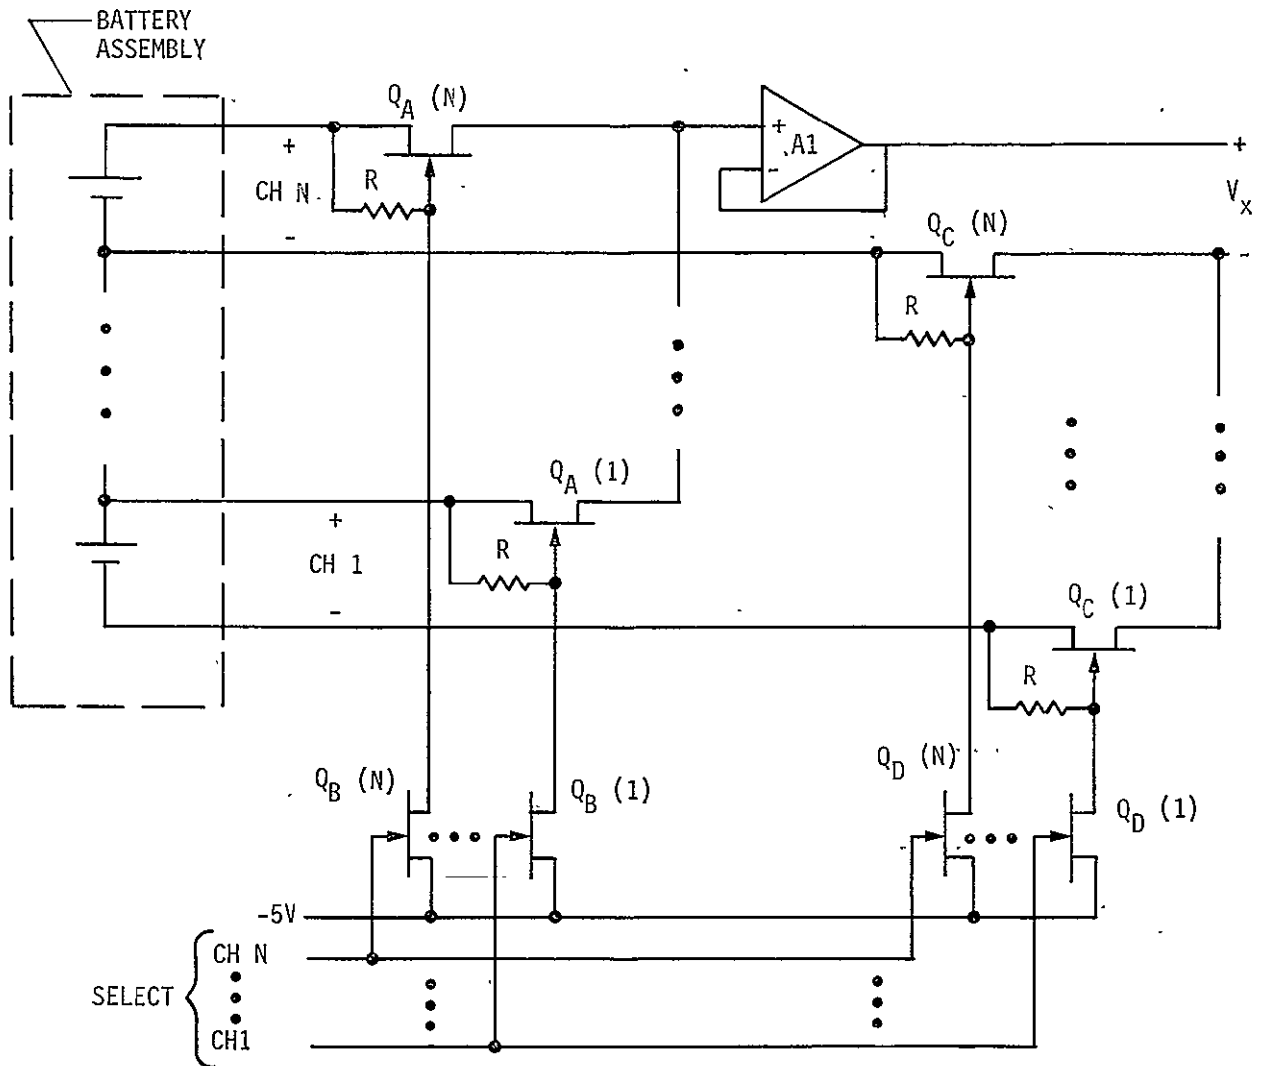 BATTERY
ASSEMBLY
Q_A (N)
+
CH N
-
R
+
A1
-
+
V_X
-
Q_C (N)
R
Q_A (1)
+
CH 1
-
R
Q_C (1)
R
Q_B (N)
Q_B (1)
Q_D (N)
Q_D (1)
-5V
SELECT
CH N
CH1